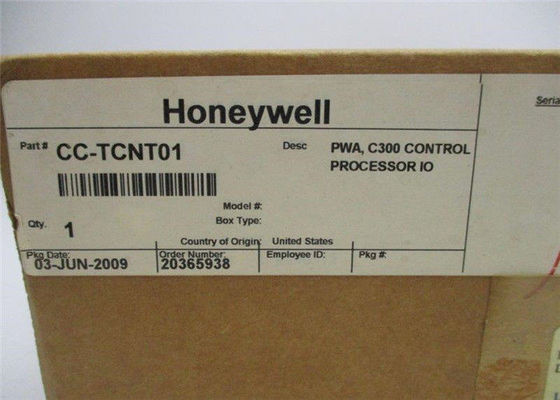 Honeywell
Part # CC-TCNT01 Desc PWA, C300 CONTROL
PROCESSOR IO
Model #:
Qty. 1 Box Type:
Country of Origin: United States
Pkg Date: Order Number: Employee ID: Pkg #:
03-JUN-2009 20365938
Seria